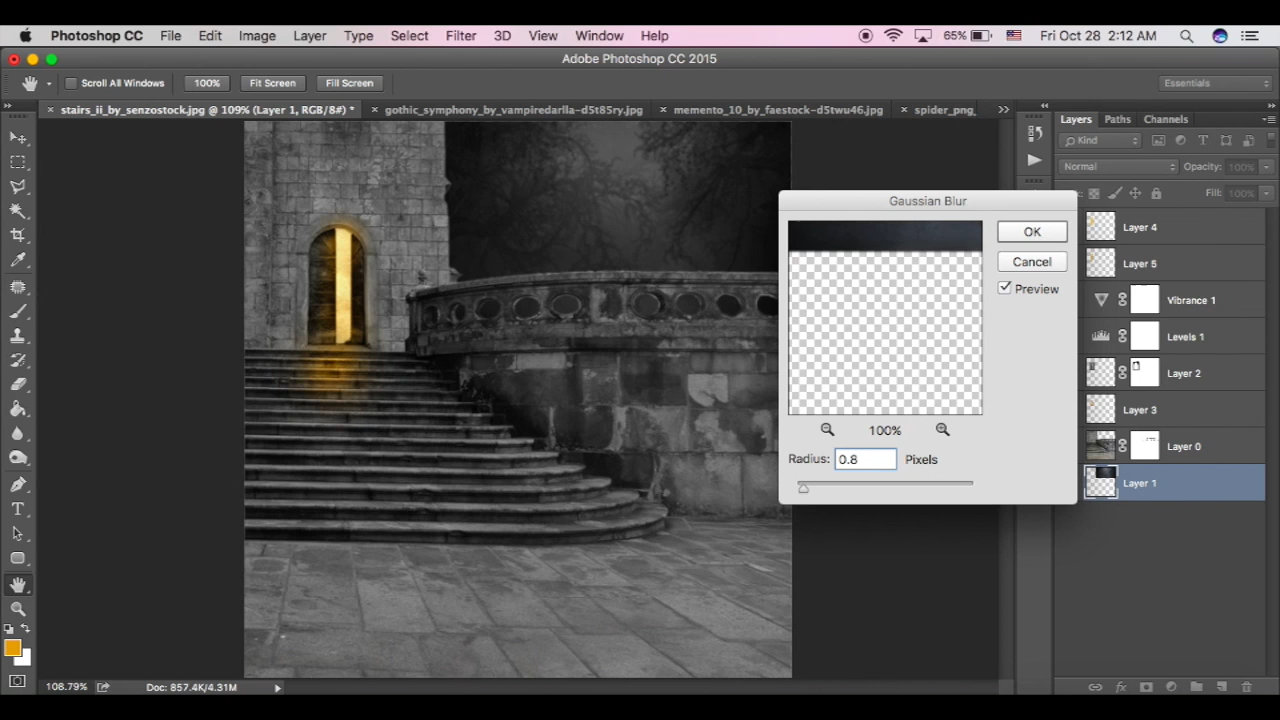 Photoshop CC File Edit Image Layer Type Select Filter 3D View Window Help 65% Fri Oct 28 2:12 AM
Adobe Photoshop CC 2015
Scroll All Windows 100% Fit Screen Fill Screen Essentials
stairs_ii_by_senzostock.jpg @ 109% (Layer 1, RGB/8#) * gothic_symphony_by_vampiredarlla-d5t85ry.jpg memento_10_by_faestock-d5twu46.jpg spider_png_
Layers Paths Channels
Kind
Normal Opacity: 100%
Fill: 100%
Gaussian Blur
OK
Cancel
Preview
100%
Radius: 0.8 Pixels
Layer 4
Layer 5
Vibrance 1
Levels 1
Layer 2
Layer 3
Layer 0
Layer 1
108.79% Doc: 857.4K/4.31M